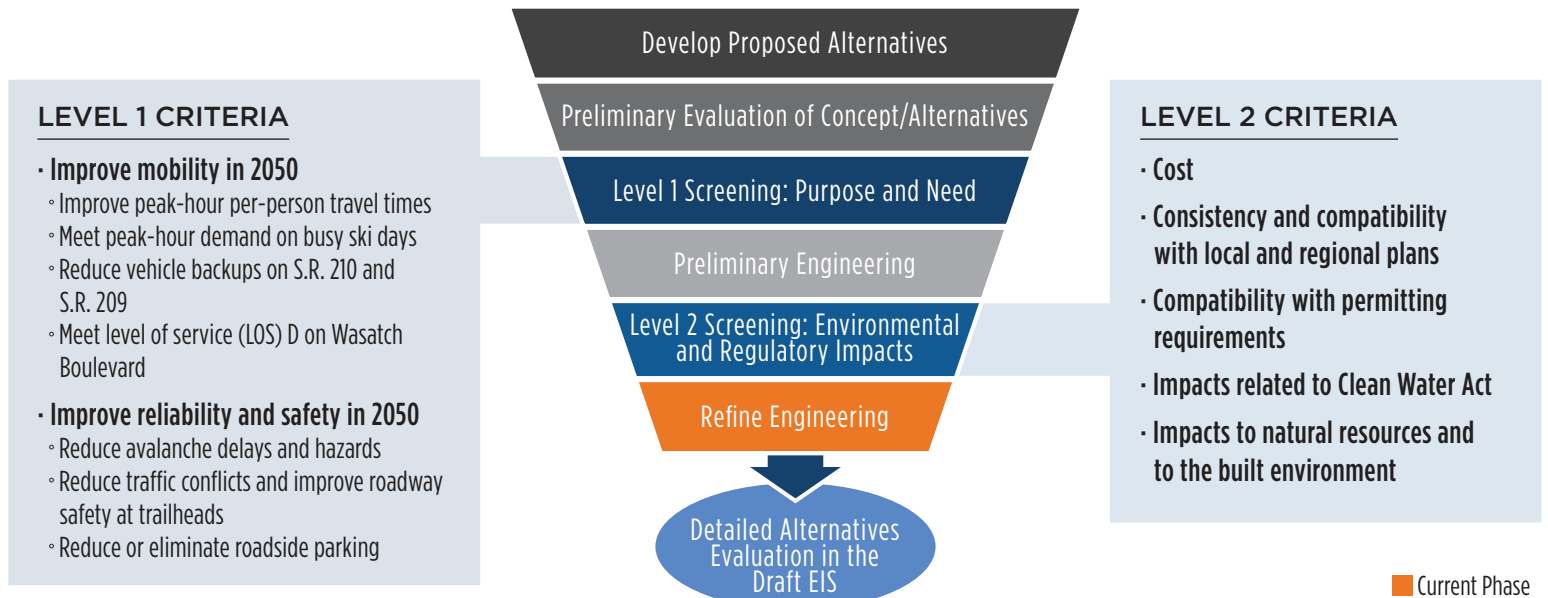 Develop Proposed Alternatives
Preliminary Evaluation of Concept/Alternatives
Level 1 Screening: Purpose and Need
Preliminary Engineering
Level 2 Screening: Environmental
and Regulatory Impacts
Refine Engineering
Detailed Alternatives
Evaluation in the
Draft EIS
LEVEL 1 CRITERIA
· Improve mobility in 2050
◦ Improve peak-hour per-person travel times
◦ Meet peak-hour demand on busy ski days
◦ Reduce vehicle backups on S.R. 210 and
S.R. 209
◦ Meet level of service (LOS) D on Wasatch
Boulevard
· Improve reliability and safety in 2050
◦ Reduce avalanche delays and hazards
◦ Reduce traffic conflicts and improve roadway
safety at trailheads
◦ Reduce or eliminate roadside parking
LEVEL 2 CRITERIA
· Cost
· Consistency and compatibility
with local and regional plans
· Compatibility with permitting
requirements
· Impacts related to Clean Water Act
· Impacts to natural resources and
to the built environment
Current Phase